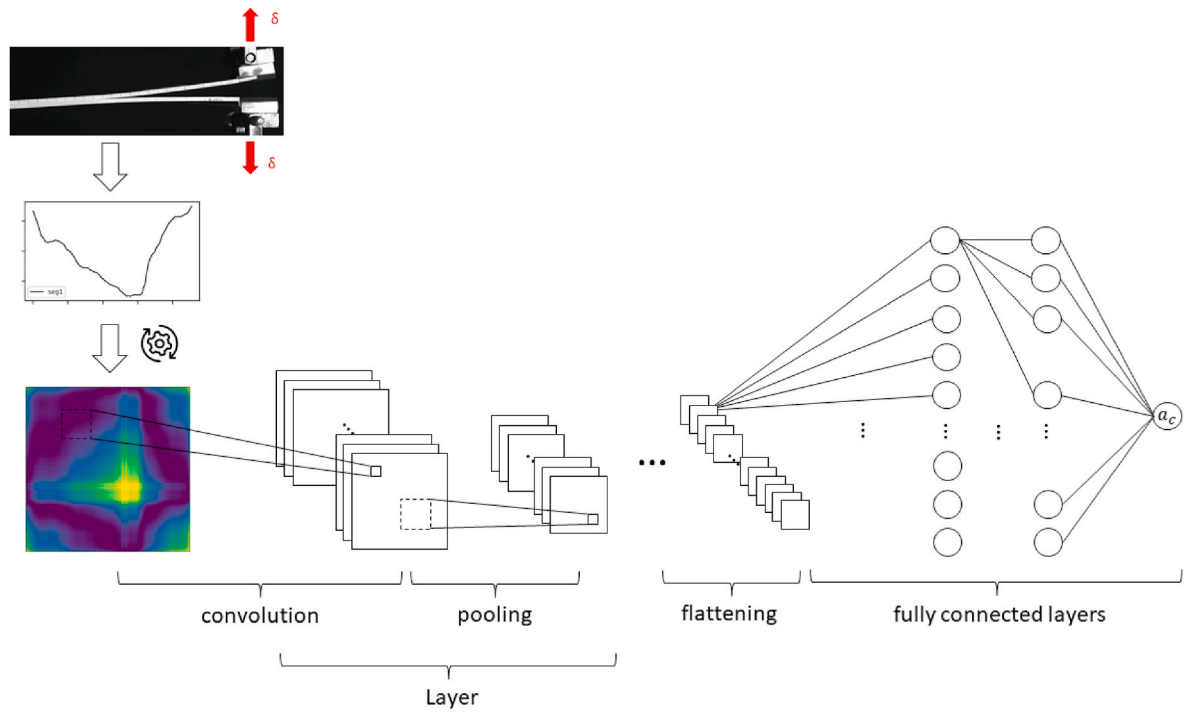 δ
δ
seg1
a_c
convolution
pooling
flattening
fully connected layers
Layer